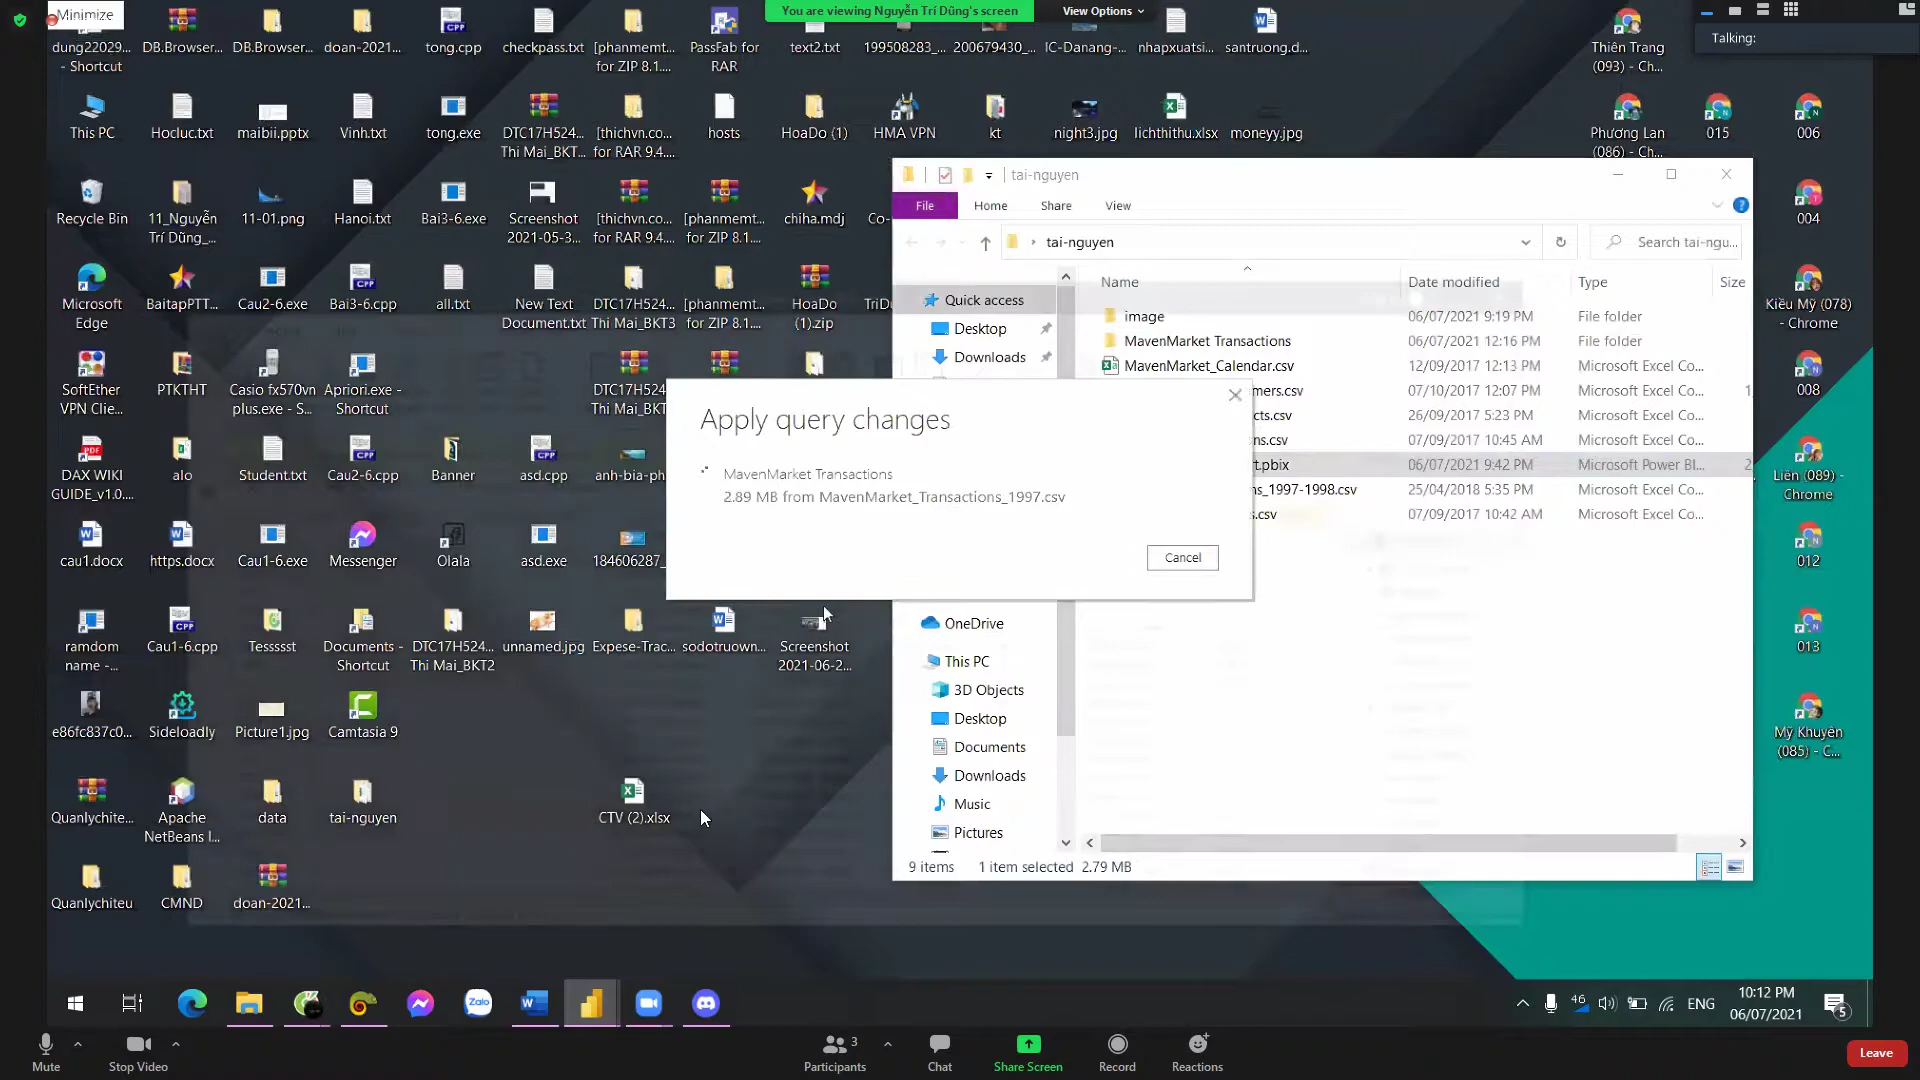 Minimize
You are viewing Nguyễn Trí Dũng's screen
View Options
Talking:
dung22029...
- Shortcut
DB.Browser...
DB.Browser...
doan-2021...
tong.cpp
checkpass.txt
[phanmemt...
for ZIP 8.1....
PassFab for
RAR
text2.txt
199508283_...
200679430_...
IC-Danang-...
nhapxuatsi...
santruong.d...
Thiên Trang
(093) - Ch...
This PC
Hocluc.txt
maibii.pptx
Vinh.txt
tong.exe
DTC17H524...
Thi Mai_BKT...
[thichvn.co...
for RAR 9.4....
hosts
HoaDo (1)
HMA VPN
kt
night3.jpg
lichthithu.xlsx
moneyy.jpg
Phương Lan
(086) - Ch...
015
006
Recycle Bin
11_Nguyễn
Trí Dũng_...
11-01.png
Hanoi.txt
Bai3-6.exe
Screenshot
2021-05-3...
[thichvn.co...
for RAR 9.4....
[phanmemt...
for ZIP 8.1....
chiha.mdj
Co-
004
Microsoft
Edge
BaitapPTT...
Cau2-6.exe
Bai3-6.cpp
all.txt
New Text
Document.txt
DTC17H524...
Thi Mai_BKT3
[phanmemt...
for ZIP 8.1....
HoaDo
(1).zip
TriDu
Kiều Mỹ (078)
- Chrome
SoftEther
VPN Clie...
PTKTHT
Casio fx570vn
plus.exe - S...
Apriori.exe -
Shortcut
DTC17H524
Thi Mai_BKT
008
DAX WIKI
GUIDE_v1.0....
alo
Student.txt
Cau2-6.cpp
Banner
asd.cpp
anh-bia-ph
Liên (089) -
Chrome
cau1.docx
https.docx
Cau1-6.exe
Messenger
Olala
asd.exe
184606287_
012
ramdom
name -...
Cau1-6.cpp
Tessssst
Documents -
Shortcut
DTC17H524...
Thi Mai_BKT2
unnamed.jpg
Expese-Trac...
sodotruown...
Screenshot
2021-06-2...
013
e86fc837c0...
Sideloadly
Picture1.jpg
Camtasia 9
Mỹ Khuyên
(085) - C...
Quanlychite...
Apache
NetBeans I...
data
tai-nguyen
CTV (2).xlsx
Quanlychiteu
CMND
doan-2021...
tai-nguyen
File
Home
Share
View
tai-nguyen
Search tai-ngu...
Name
Date modified
Type
Size
Quick access
Desktop
Downloads
image
06/07/2021 9:19 PM
File folder
MavenMarket Transactions
06/07/2021 12:16 PM
File folder
MavenMarket_Calendar.csv
12/09/2017 12:13 PM
Microsoft Excel Co...
mers.csv
07/10/2017 12:07 PM
Microsoft Excel Co...
1
cts.csv
26/09/2017 5:23 PM
Microsoft Excel Co...
ns.csv
07/09/2017 10:45 AM
Microsoft Excel Co...
t.pbix
06/07/2021 9:42 PM
Microsoft Power BI...
2
ns_1997-1998.csv
25/04/2018 5:35 PM
Microsoft Excel Co...
s.csv
07/09/2017 10:42 AM
Microsoft Excel Co...
Apply query changes
MavenMarket Transactions
2.89 MB from MavenMarket_Transactions_1997.csv
Cancel
OneDrive
This PC
3D Objects
Desktop
Documents
Downloads
Music
Pictures
9 items
1 item selected
2.79 MB
Zalo
46
ENG
10:12 PM
06/07/2021
5
Mute
Stop Video
3
Participants
Chat
Share Screen
Record
Reactions
Leave